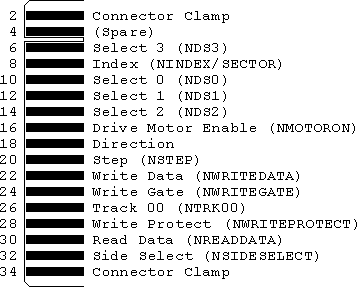 2 Connector Clamp
4 (Spare)
6 Select 3 (NDS3)
8 Index (NINDEX/SECTOR)
10 Select 0 (NDS0)
12 Select 1 (NDS1)
14 Select 2 (NDS2)
16 Drive Motor Enable (NMOTORON)
18 Direction
20 Step (NSTEP)
22 Write Data (NWRITEDATA)
24 Write Gate (NWRITEGATE)
26 Track 00 (NTRK00)
28 Write Protect (NWRITEPROTECT)
30 Read Data (NREADDATA)
32 Side Select (NSIDESELECT)
34 Connector Clamp